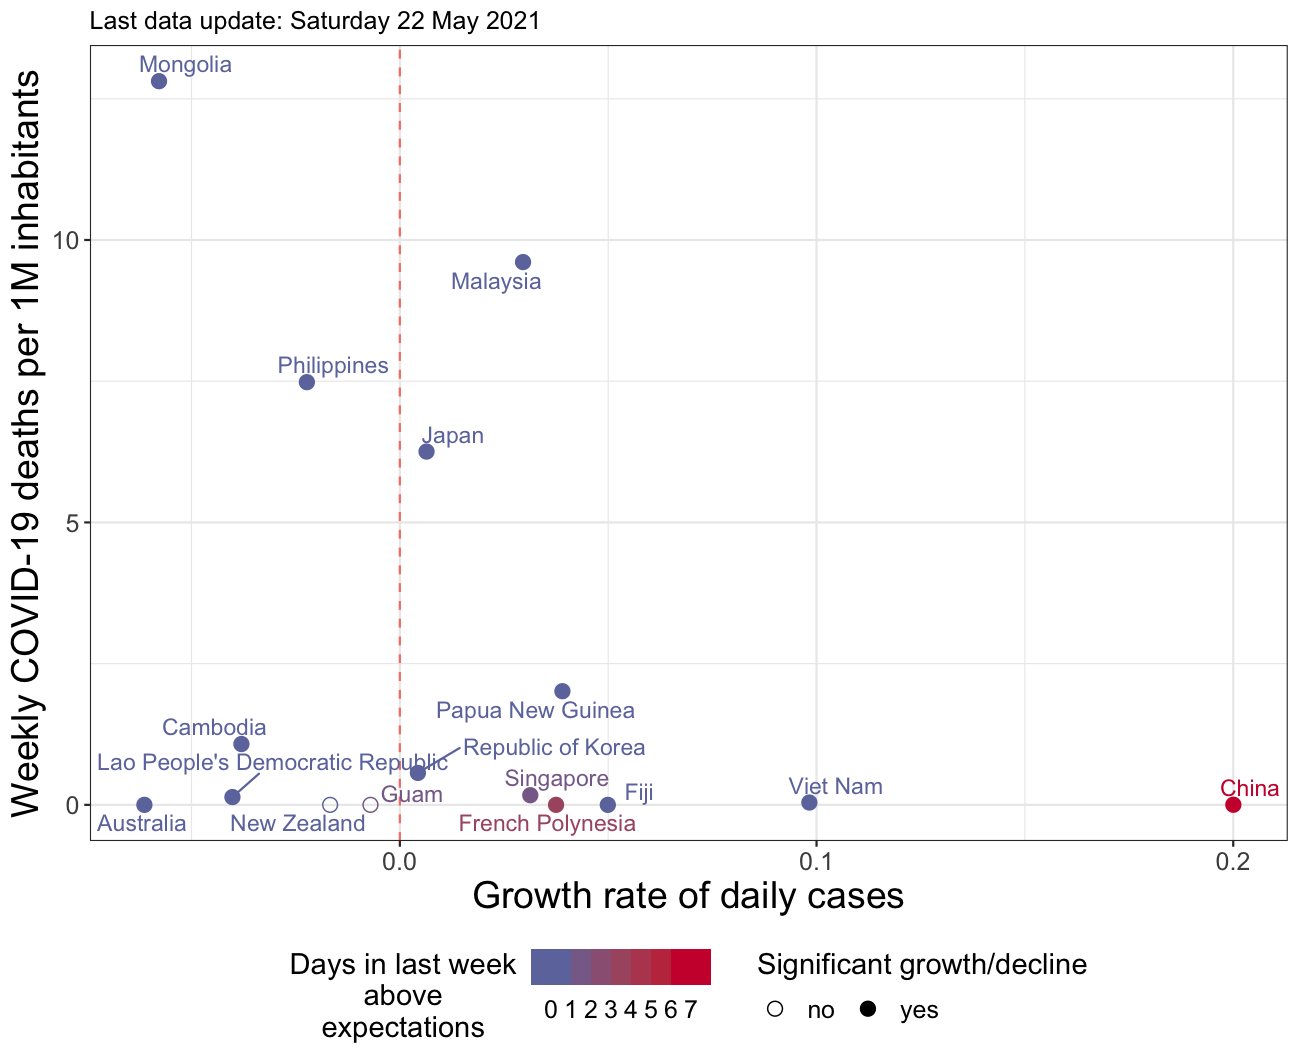 Last data update: Saturday 22 May 2021
Weekly COVID-19 deaths per 1M inhabitants
10
5
0
Mongolia
Malaysia
Philippines
Japan
Papua New Guinea
Cambodia
Republic of Korea
Lao People's Democratic Republic
Singapore
Viet Nam
China
Fiji
Guam
Australia
New Zealand
French Polynesia
0.0
0.1
0.2
Growth rate of daily cases
Days in last week
above
expectations
0 1 2 3 4 5 6 7
Significant growth/decline
no
yes